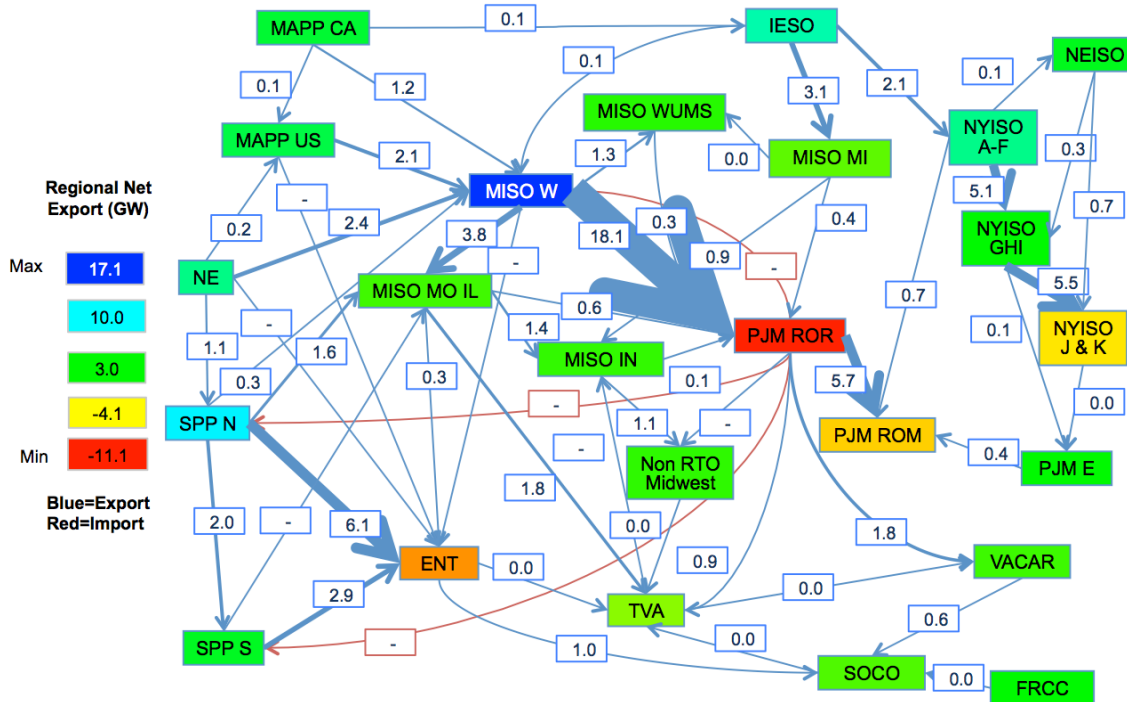 MAPP CA
0.1
IESO
NEISO
0.1
1.2
0.1
3.1
2.1
0.1
MISO WUMS
MAPP US
2.1
1.3
0.0
MISO MI
NYISO
A-F
0.3
Regional Net
Export (GW)
MISO W
-
5.1
0.7
0.2
2.4
3.8
18.1
0.3
0.4
NYISO
GHI
Max
17.1
NE
-
0.9
-
5.5
10.0
MISO MO IL
0.6
0.7
-
1.4
PJM ROR
0.1
NYISO
J & K
3.0
1.1
1.6
MISO IN
0.3
0.3
0.1
5.7
0.0
-4.1
SPP N
-
1.1
-
PJM ROM
Min
-11.1
-
Non RTO
Midwest
0.4
PJM E
1.8
Blue=Export
Red=Import
2.0
-
6.1
0.0
1.8
ENT
0.0
0.9
VACAR
2.9
TVA
0.0
SPP S
-
1.0
0.0
0.6
SOCO
0.0
FRCC